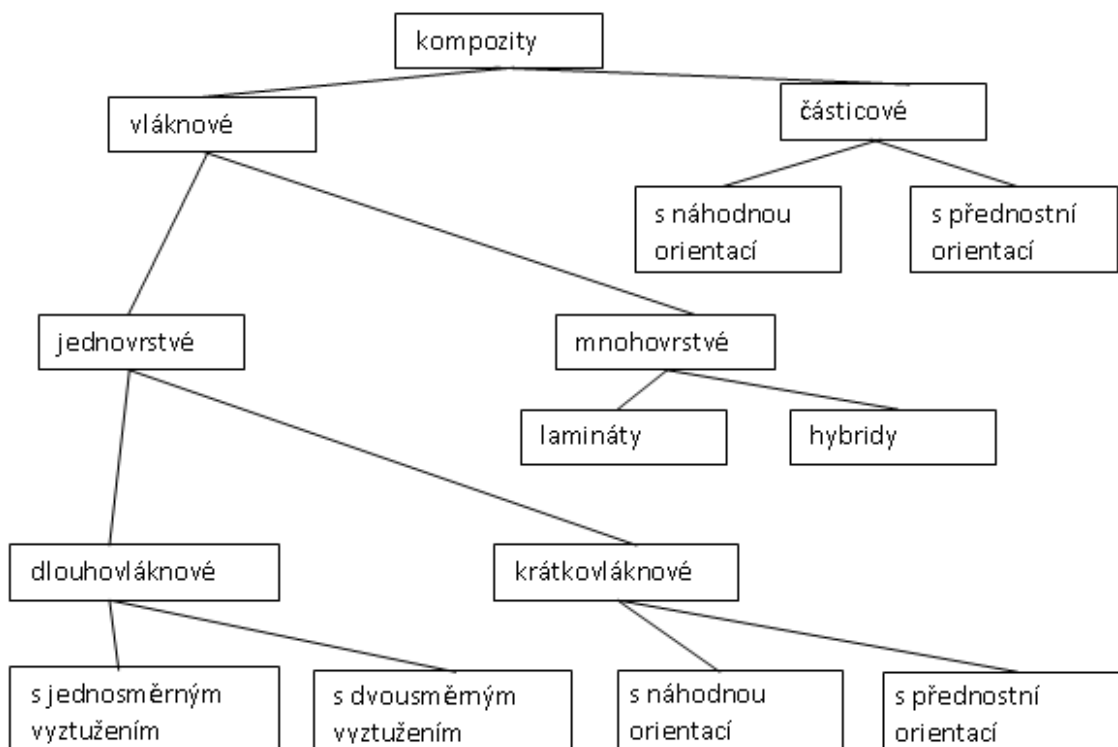 kompozity
vláknové
částicové
s náhodnou
orientací
s přednostní
orientací
jednovrstvé
mnohovrstvé
lamináty
hybridy
dlouhovláknové
krátkovláknové
s jednosměrným
vyztužením
s dvousměrným
vyztužením
s náhodnou
orientací
s přednostní
orientací